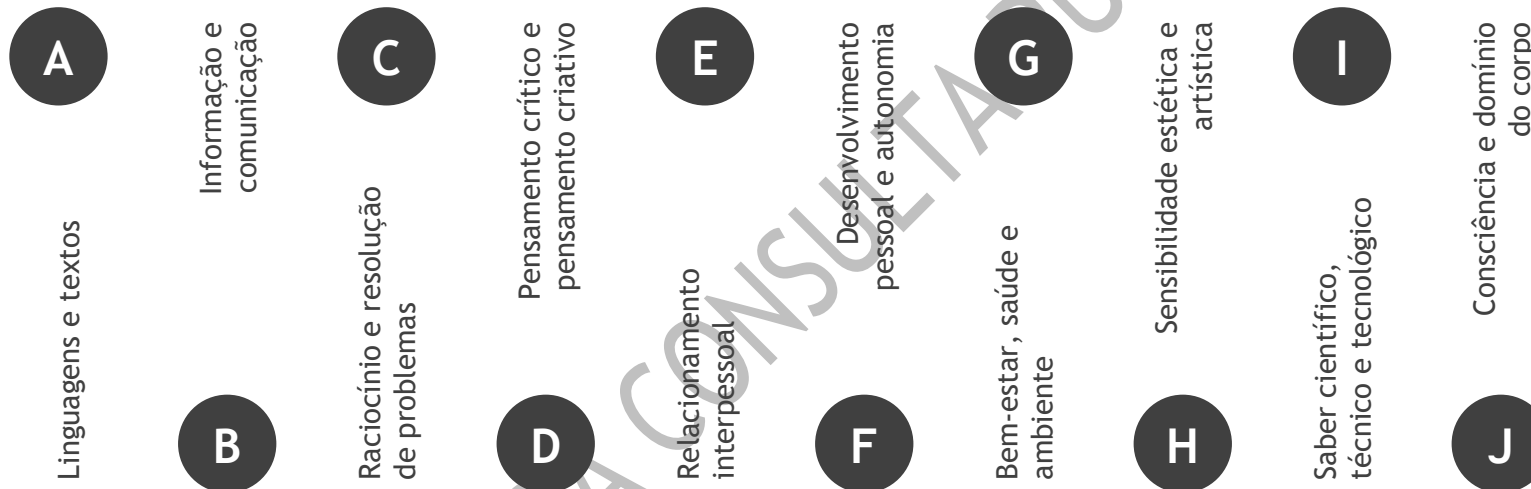 A
Linguagens e textos
Informação e
comunicação
B
C
Raciocínio e resolução
de problemas
Pensamento crítico e
pensamento criativo
D
E
Relacionamento
interpessoal
Desenvolvimento
pessoal e autonomia
F
G
Bem-estar, saúde e
ambiente
Sensibilidade estética e
artística
H
I
Saber científico,
técnico e tecnológico
Consciência e domínio
do corpo
J
CONSULTA